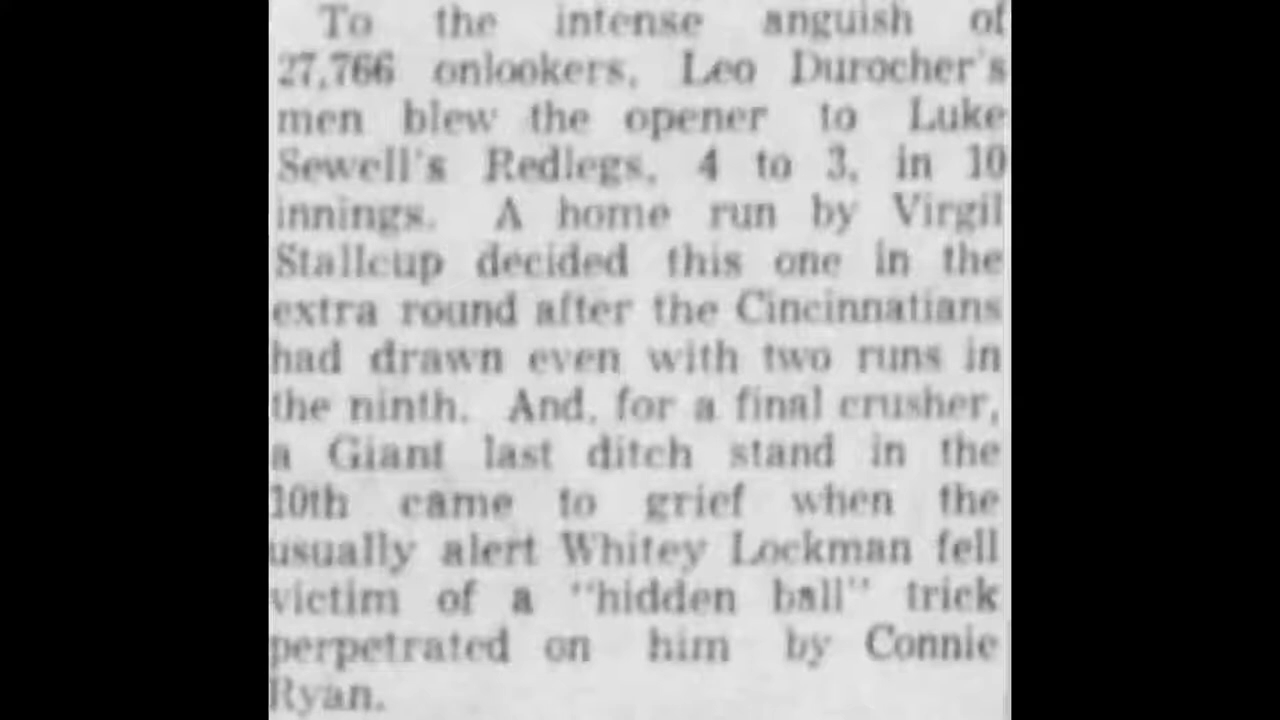 To the intense anguish of
27,766 onlookers, Leo Durocher's
men blew the opener to Luke
Sewell's Redlegs, 4 to 3, in 10
innings. A home run by Virgil
Stallcup decided this one in the
extra round after the Cincinnatians
had drawn even with two runs in
the ninth. And, for a final crusher,
a Giant last ditch stand in the
10th came to grief when the
usually alert Whitey Lockman fell
victim of a "hidden ball" trick
perpetrated on him by Connie
Ryan.